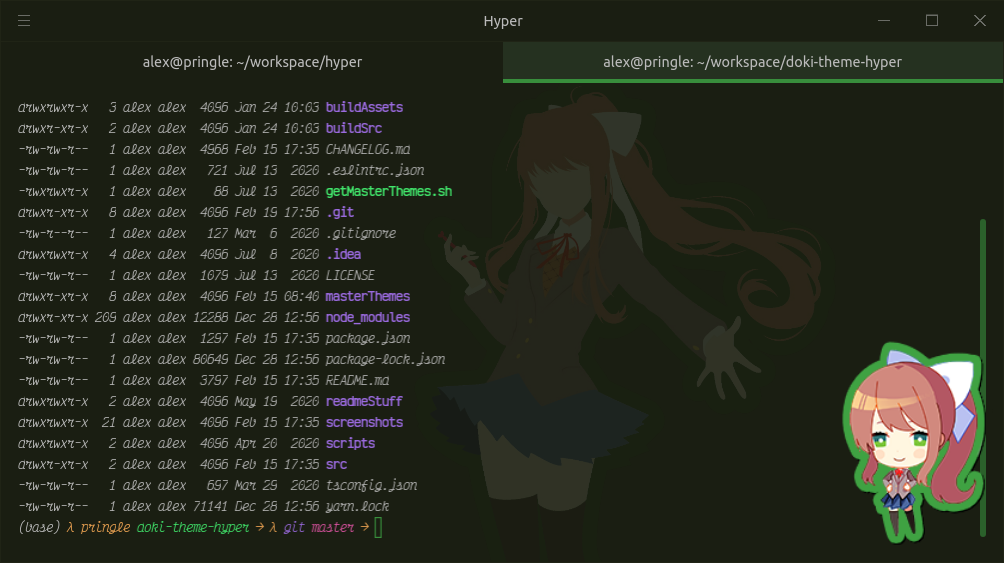 Hyper
alex@pringle: ~/workspace/hyper
alex@pringle: ~/workspace/doki-theme-hyper
drwxrwxr-x 3 alex alex 4096 Jan 24 10:03 buildAssets
drwxr-xr-x 2 alex alex 4096 Jan 24 10:03 buildSrc
-rw-rw-r-- 1 alex alex 4968 Feb 15 17:35 CHANGELOG.md
-rw-rw-r-- 1 alex alex 721 Jul 13 2020 .eslintrc.json
-rwxrwxr-x 1 alex alex 88 Jul 13 2020 getMasterThemes.sh
drwxr-xr-x 8 alex alex 4096 Feb 19 17:56 .git
-rw-r--r-- 1 alex alex 127 Mar 6 2020 .gitignore
drwxr-xr-x 4 alex alex 4096 Jul 8 2020 .idea
-rw-rw-r-- 1 alex alex 1079 Jul 13 2020 LICENSE
drwxrwxr-x 8 alex alex 4096 Feb 15 08:40 masterThemes
drwxr-xr-x 209 alex alex 12288 Dec 28 12:56 node_modules
-rw-rw-r-- 1 alex alex 1297 Feb 15 17:35 package.json
-rw-rw-r-- 1 alex alex 80649 Dec 28 12:56 package-lock.json
-rw-rw-r-- 1 alex alex 3797 Feb 15 17:35 README.md
drwxrwxr-x 2 alex alex 4096 May 19 2020 readmeStuff
drwxrwxr-x 21 alex alex 4096 Feb 15 17:35 screenshots
drwxrwxr-x 2 alex alex 4096 Apr 20 2020 scripts
drwxr-xr-x 2 alex alex 4096 Feb 15 17:35 src
-rw-rw-r-- 1 alex alex 697 Mar 29 2020 tsconfig.json
-rw-rw-r-- 1 alex alex 71141 Dec 28 12:56 yarn.lock
(base) λ pringle doki-theme-hyper → λ git master →